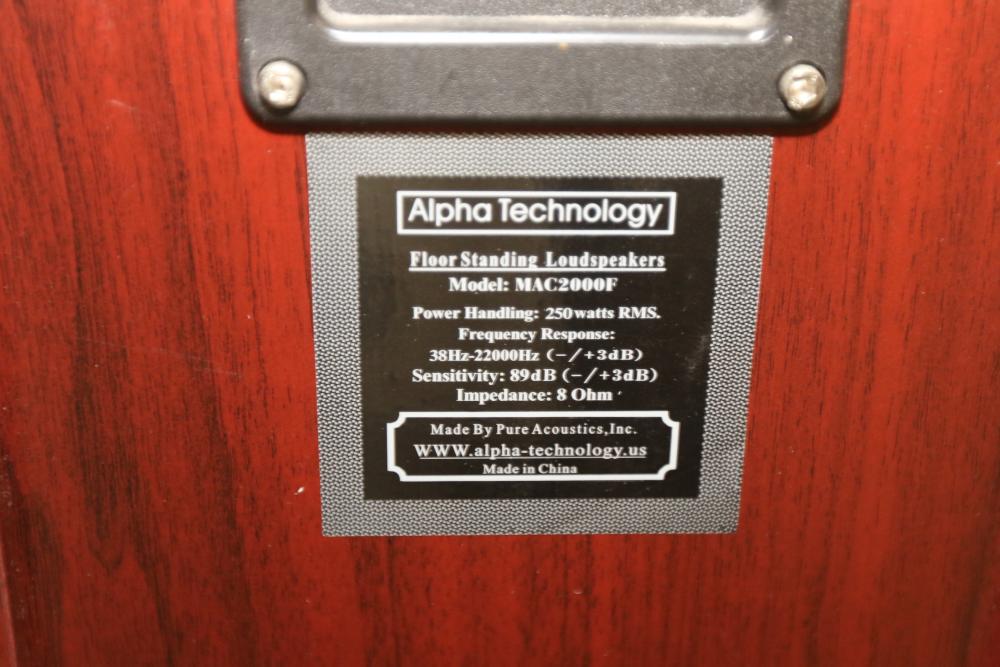 Alpha Technology
Floor Standing Loudspeakers
Model: MAC2000F
Power Handling: 250watts RMS.
Frequency Response:
38Hz-22000Hz (-/+3dB)
Sensitivity: 89dB (-/+3dB)
Impedance: 8 Ohm
Made By Pure Acoustics,Inc.
WWW.alpha-technology.us
Made in China